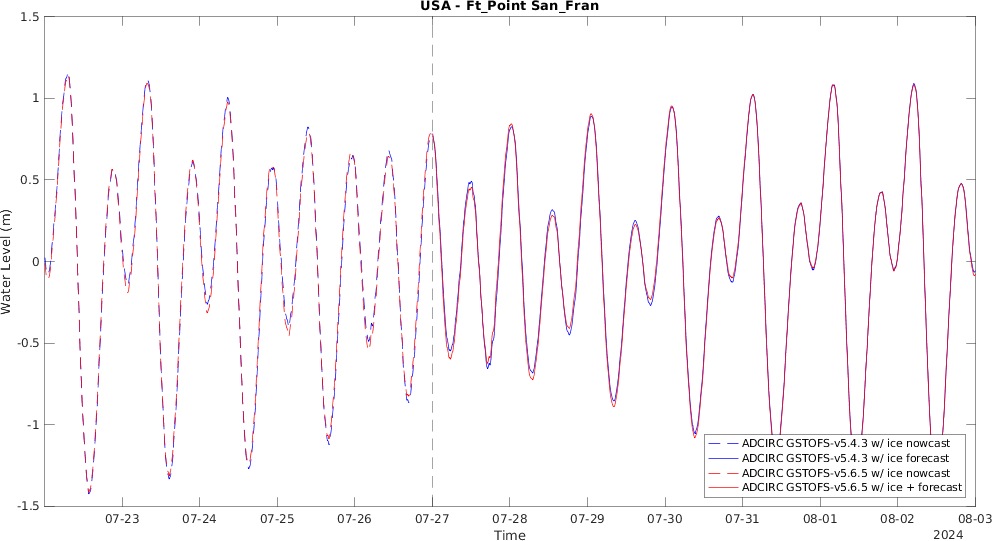 USA - Ft_Point San_Fran
1.5
1
0.5
0
-0.5
-1
-1.5
Water Level (m)
ADCIRC GSTOFS-v5.4.3 w/ ice nowcast
ADCIRC GSTOFS-v5.4.3 w/ ice forecast
ADCIRC GSTOFS-v5.6.5 w/ ice nowcast
ADCIRC GSTOFS-v5.6.5 w/ ice + forecast
07-23 07-24 07-25 07-26 07-27 07-28 07-29 07-30 07-31 08-01 08-02 08-03
Time
2024